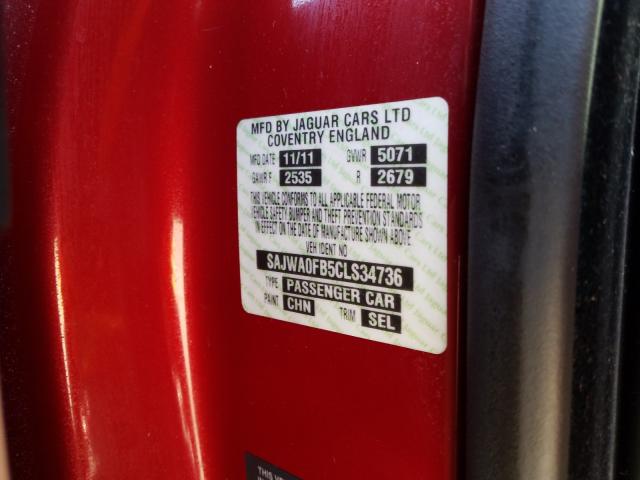 MFD BY JAGUAR CARS LTD
COVENTRY ENGLAND
MFD DATE 11/11 GVWR 5071
GAWR F 2535 R 2679
THIS VEHICLE CONFORMS TO ALL APPLICABLE FEDERAL MOTOR
VEHICLE SAFETY BUMPER AND THEFT PREVENTION STANDARDS
IN EFFECT ON THE DATE OF MANUFACTURE SHOWN ABOVE
VEH IDENT NO
SAJWA0FB5CLS34736
TYPE PASSENGER CAR
PAINT CHN TRIM SEL
THIS